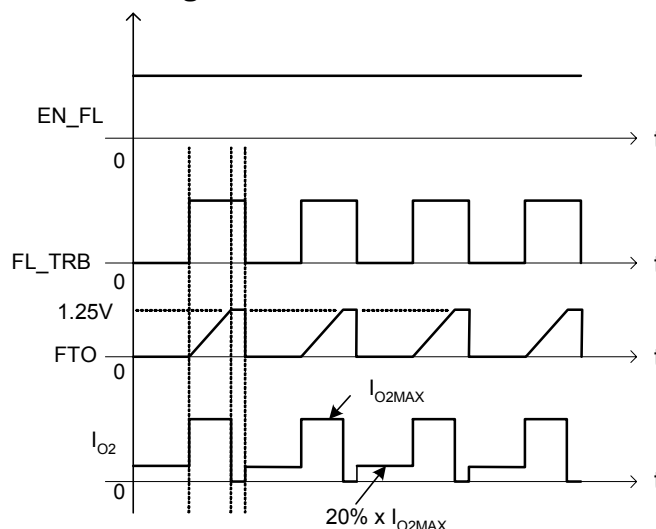 EN_FL
0
t
FL_TRB
0
t
1.25V
FTO
0
t
I_O2MAX
I_O2
0
t
20% x I_O2MAX